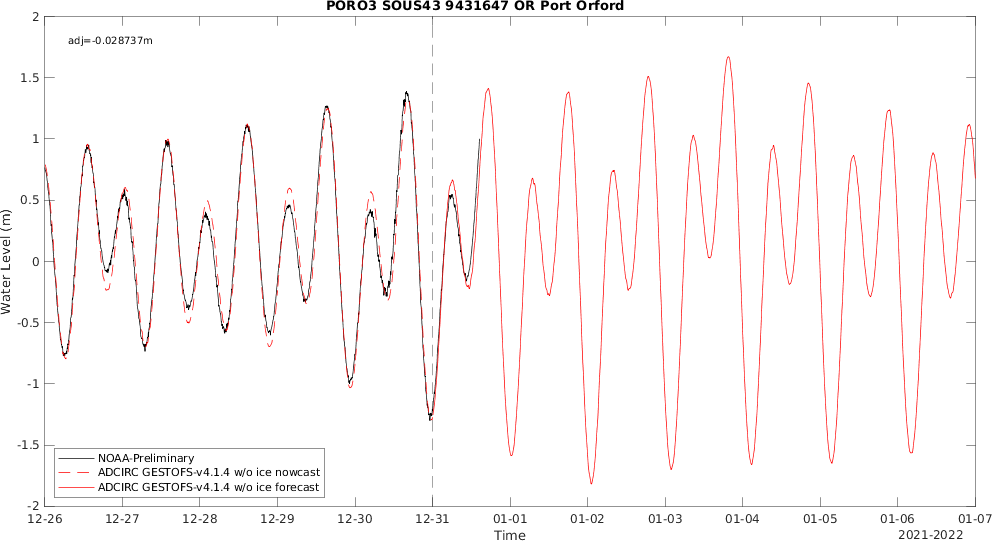 PORO3 SOUS43 9431647 OR Port Orford
adj=-0.028737m
2
1.5
1
0.5
0
-0.5
-1
-1.5
-2
Water Level (m)
NOAA-Preliminary
ADCIRC GESTOFS-v4.1.4 w/o ice nowcast
ADCIRC GESTOFS-v4.1.4 w/o ice forecast
12-26 12-27 12-28 12-29 12-30 12-31 01-01 01-02 01-03 01-04 01-05 01-06 01-07
Time
2021-2022